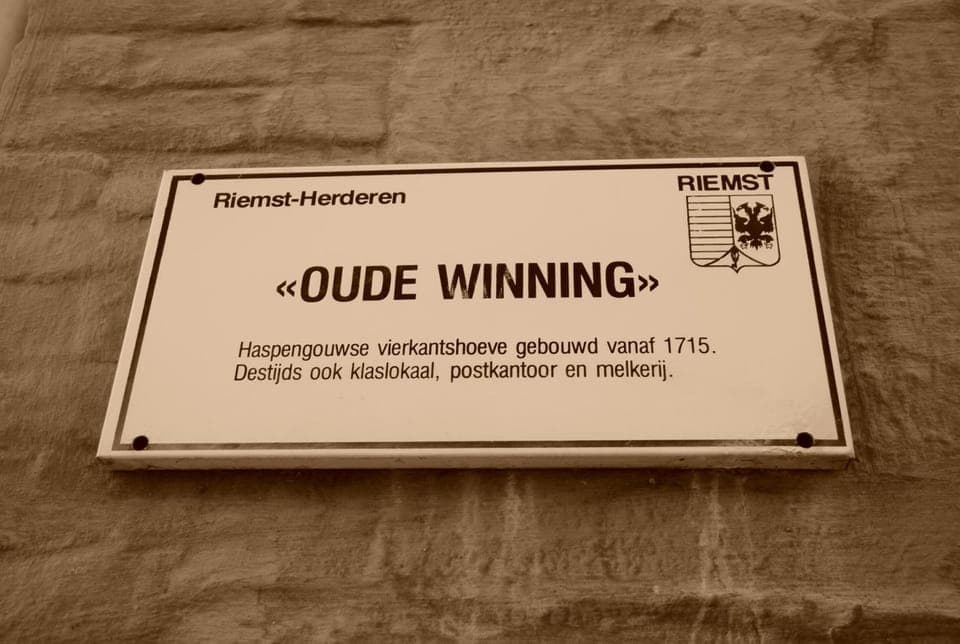 Riemst-Herderen
RIEMST
«OUDE WINNING»
Haspengouwse vierkantshoeve gebouwd vanaf 1715.
Destijds ook klaslokaal, postkantoor en melkerij.